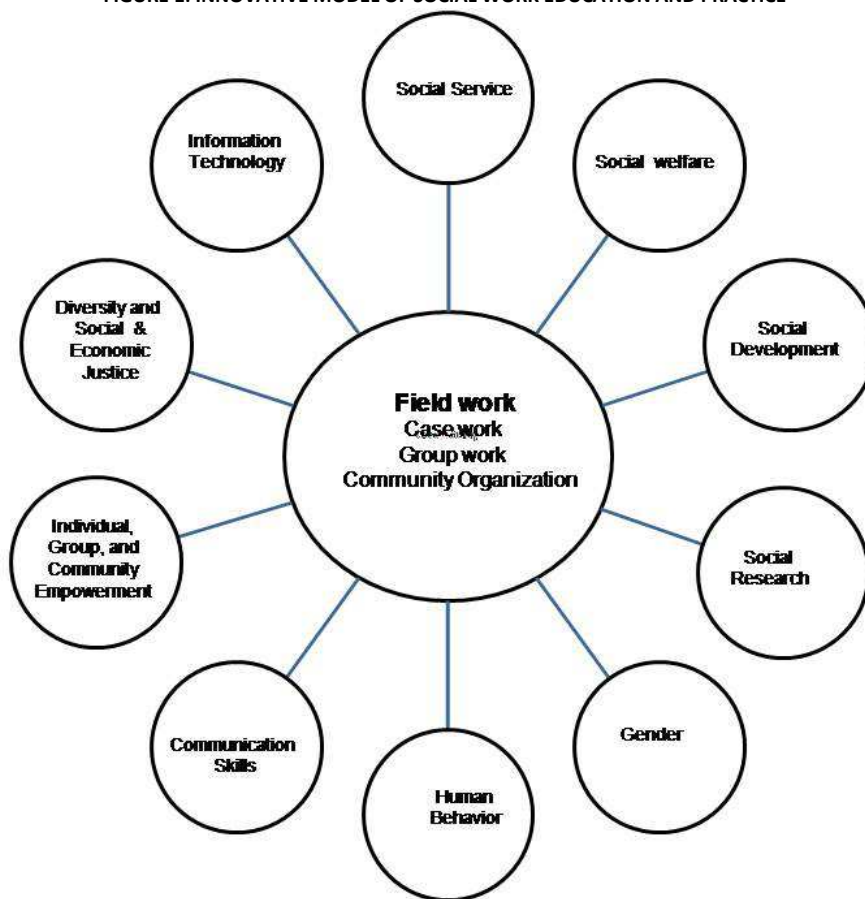 Social Service
Social welfare
Social
Development
Social
Research
Gender
Human
Behavior
Communication
Skills
Individual,
Group, and
Community
Empowerment
Diversity and
Social &
Economic
Justice
Information
Technology
Field work
Case work
Group work
Community Organization